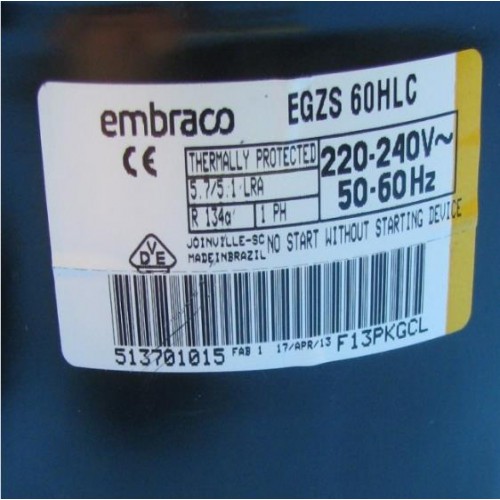 embraco EGZS 60HLC
CE
THERMALLY PROTECTED
5.7/5.1 LRA
R 134a 1 PH
220-240V~
50-60Hz
DVE
JOINVILLE-SC
MADEINBRAZIL
NO START WITHOUT STARTING DEVICE
513701015 FAB 1 17/APR/13 F13PKGCL